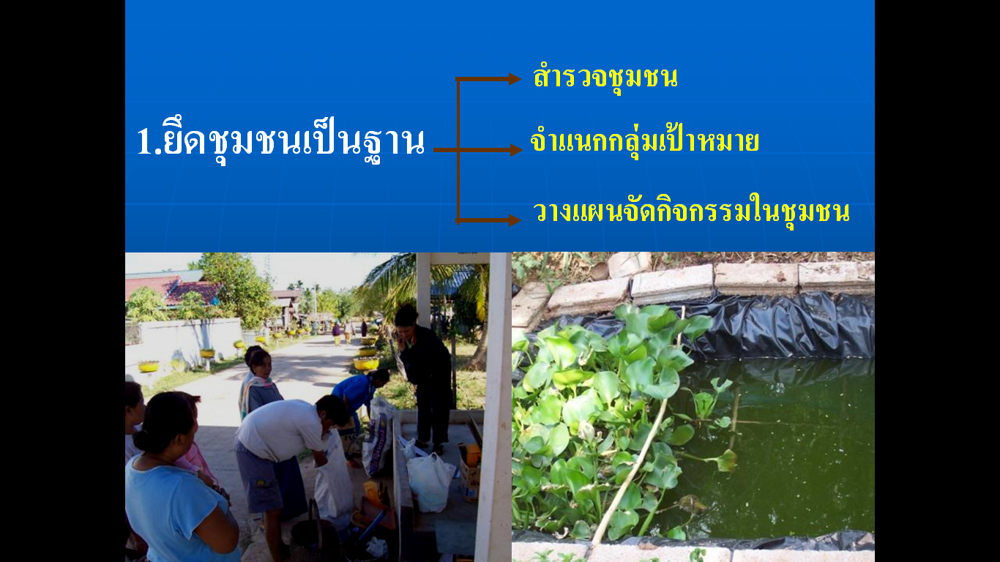 1.ยึดชุมชนเป็นฐาน
สำรวจชุมชน
จำแนกกลุ่มเป้าหมาย
วางแผนจัดกิจกรรมในชุมชน